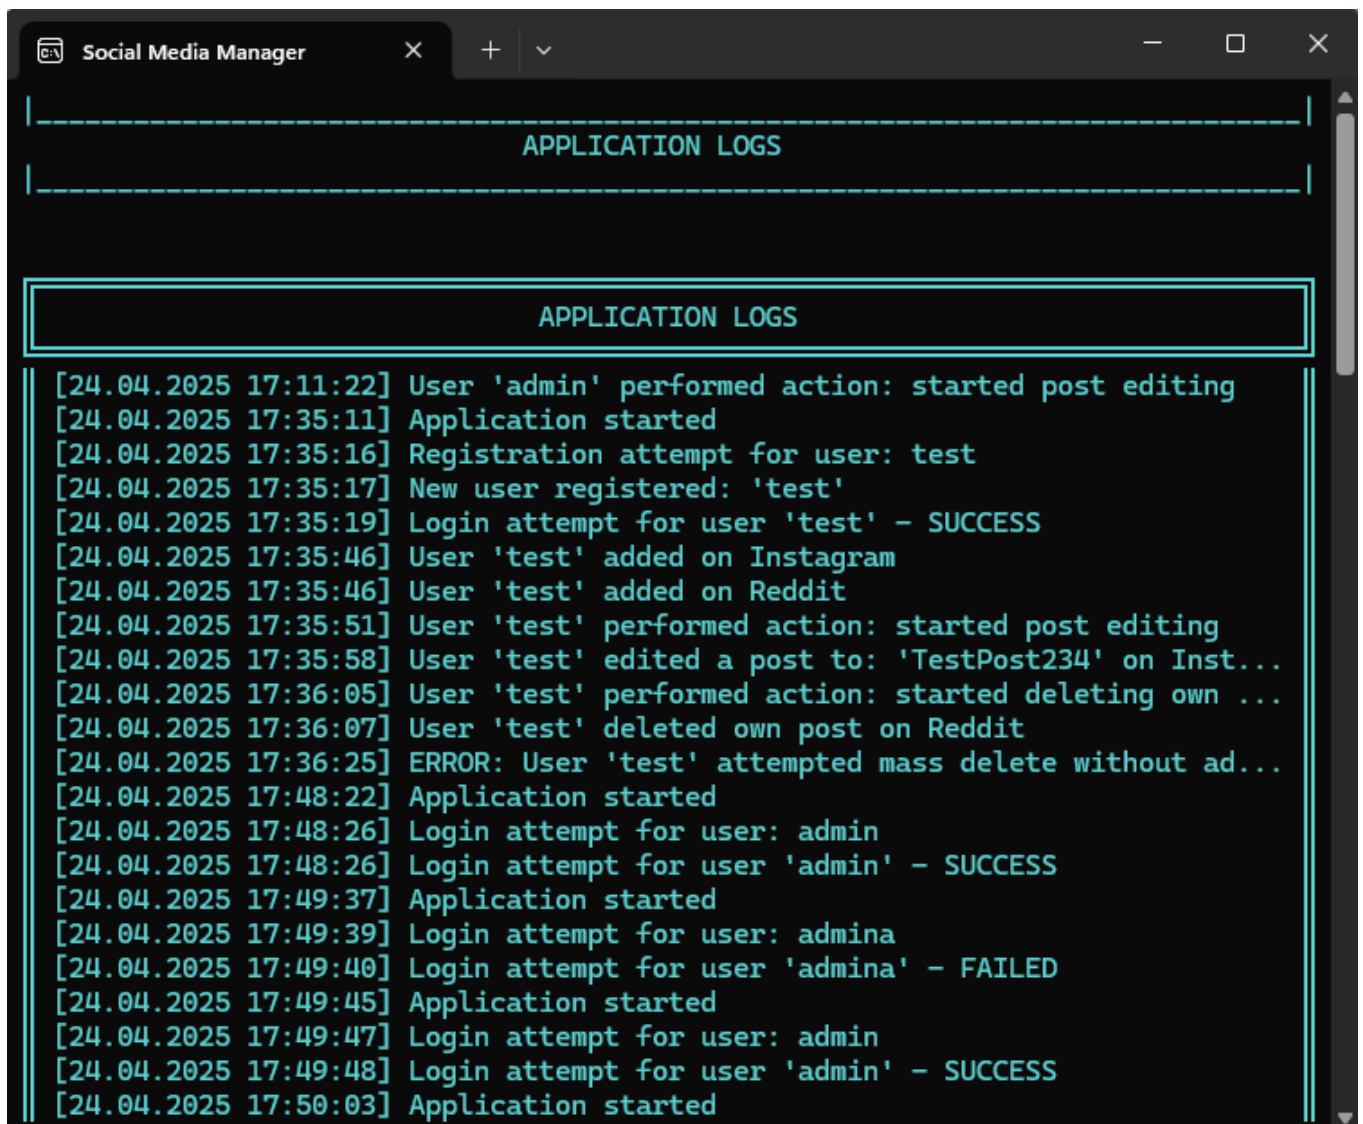 Social Media Manager
APPLICATION LOGS
APPLICATION LOGS
[24.04.2025 17:11:22] User 'admin' performed action: started post editing
[24.04.2025 17:35:11] Application started
[24.04.2025 17:35:16] Registration attempt for user: test
[24.04.2025 17:35:17] New user registered: 'test'
[24.04.2025 17:35:19] Login attempt for user 'test' - SUCCESS
[24.04.2025 17:35:46] User 'test' added on Instagram
[24.04.2025 17:35:46] User 'test' added on Reddit
[24.04.2025 17:35:51] User 'test' performed action: started post editing
[24.04.2025 17:35:58] User 'test' edited a post to: 'TestPost234' on Inst...
[24.04.2025 17:36:05] User 'test' performed action: started deleting own ...
[24.04.2025 17:36:07] User 'test' deleted own post on Reddit
[24.04.2025 17:36:25] ERROR: User 'test' attempted mass delete without ad...
[24.04.2025 17:48:22] Application started
[24.04.2025 17:48:26] Login attempt for user: admin
[24.04.2025 17:48:26] Login attempt for user 'admin' - SUCCESS
[24.04.2025 17:49:37] Application started
[24.04.2025 17:49:39] Login attempt for user: admina
[24.04.2025 17:49:40] Login attempt for user 'admina' - FAILED
[24.04.2025 17:49:45] Application started
[24.04.2025 17:49:47] Login attempt for user: admin
[24.04.2025 17:49:48] Login attempt for user 'admin' - SUCCESS
[24.04.2025 17:50:03] Application started